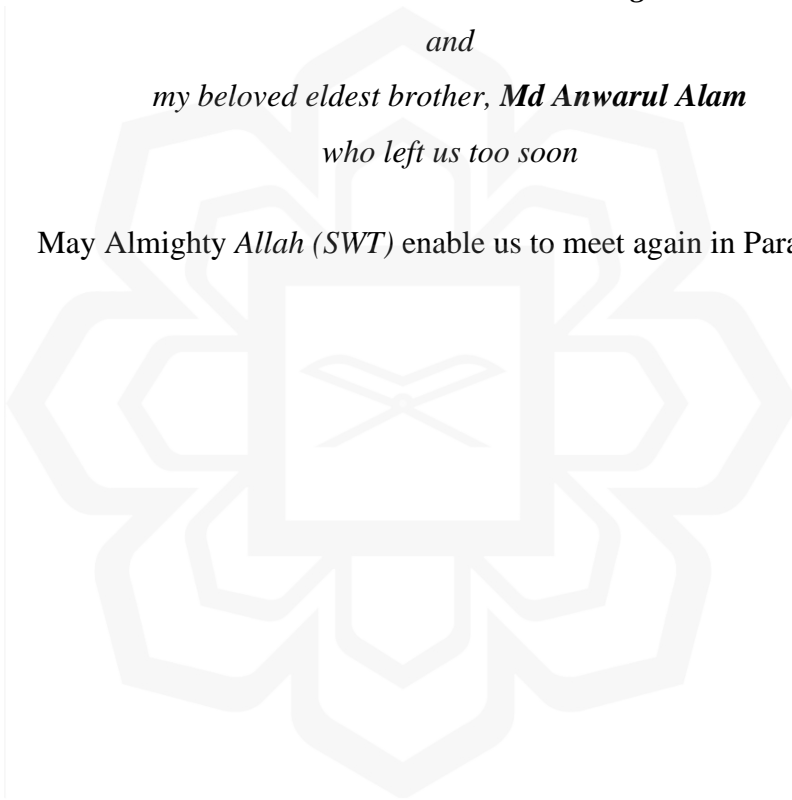 and
my beloved eldest brother, Md Anwarul Alam
who left us too soon
May Almighty Allah (SWT) enable us to meet again in